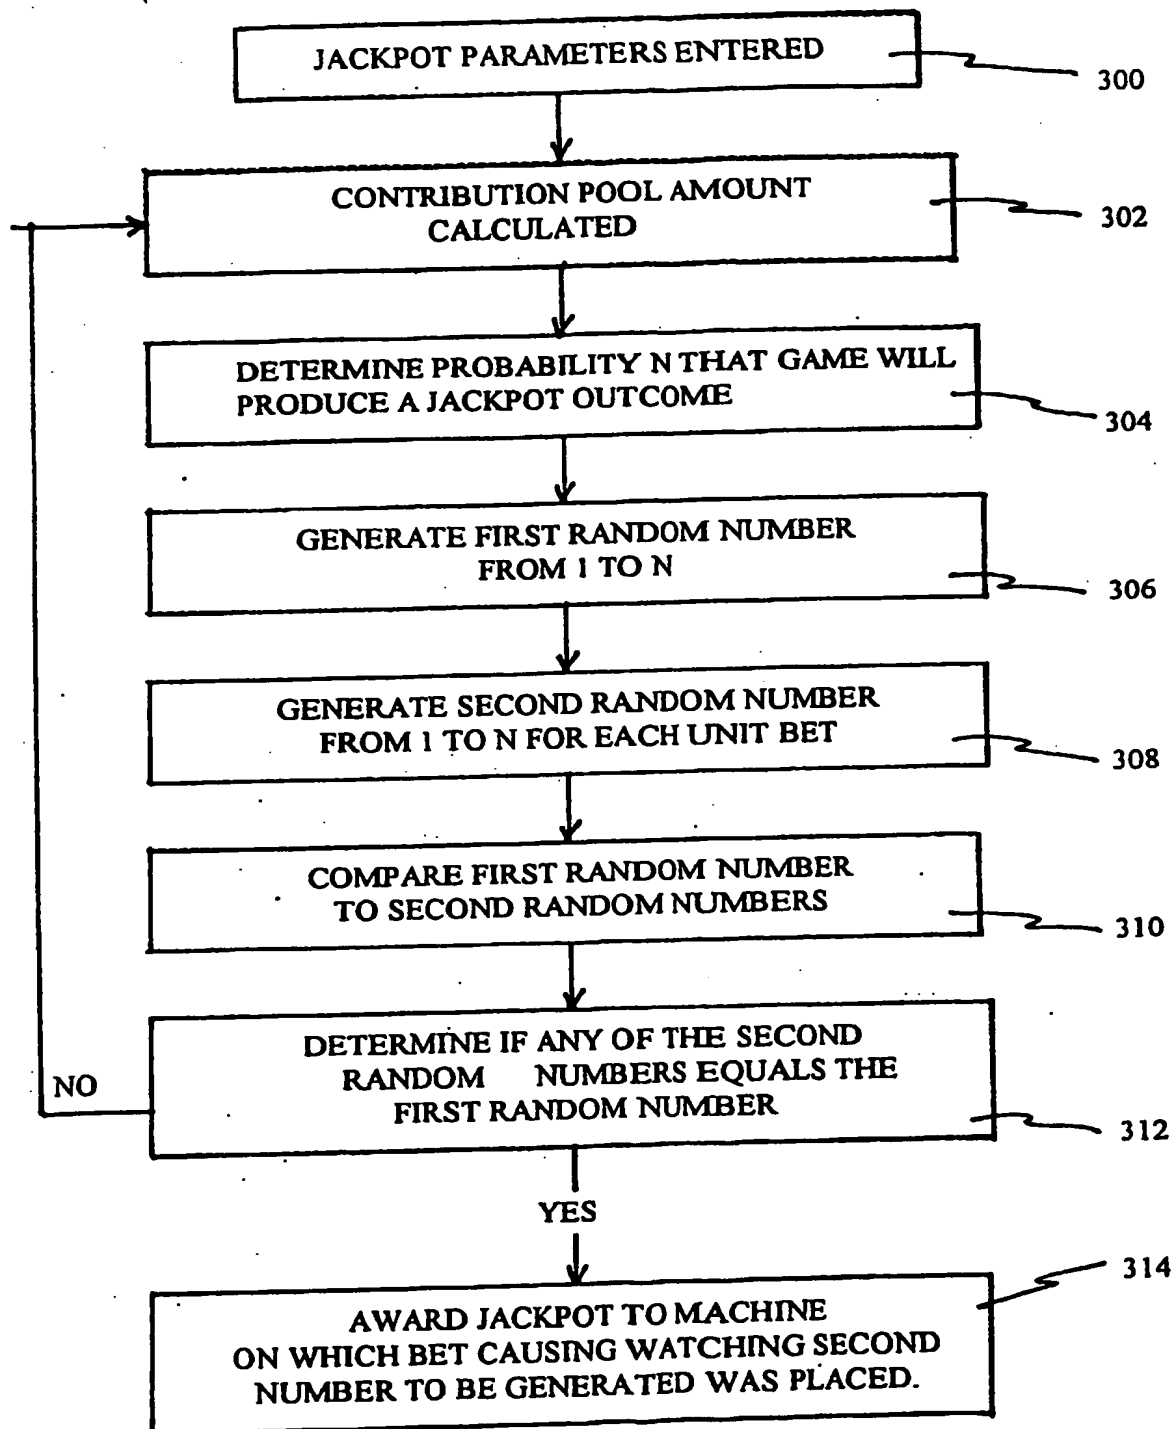 JACKPOT PARAMETERS ENTERED
300
CONTRIBUTION POOL AMOUNT
CALCULATED
302
DETERMINE PROBABILITY N THAT GAME WILL
PRODUCE A JACKPOT OUTCOME
304
GENERATE FIRST RANDOM NUMBER
FROM 1 TO N
306
GENERATE SECOND RANDOM NUMBER
FROM 1 TO N FOR EACH UNIT BET
308
COMPARE FIRST RANDOM NUMBER
TO SECOND RANDOM NUMBERS
310
DETERMINE IF ANY OF THE SECOND
RANDOM NUMBERS EQUALS THE
FIRST RANDOM NUMBER
NO
312
YES
314
AWARD JACKPOT TO MACHINE
ON WHICH BET CAUSING WATCHING SECOND
NUMBER TO BE GENERATED WAS PLACED.